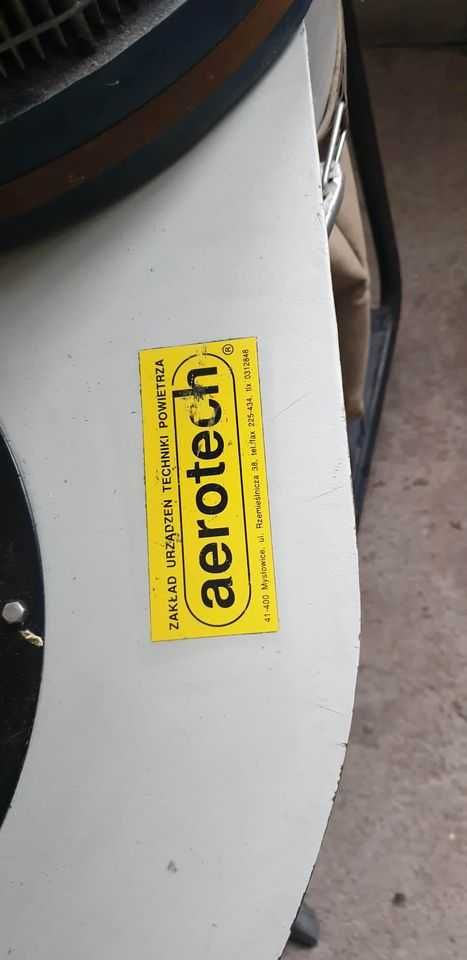 ZAKŁAD URZĄDZEŃ TECHNIKI POWIETRZA
aerotech ®
41-400 Mysłowice, ul. Rzemieślnicza 38, tel./fax 225-434, tlx 0312848